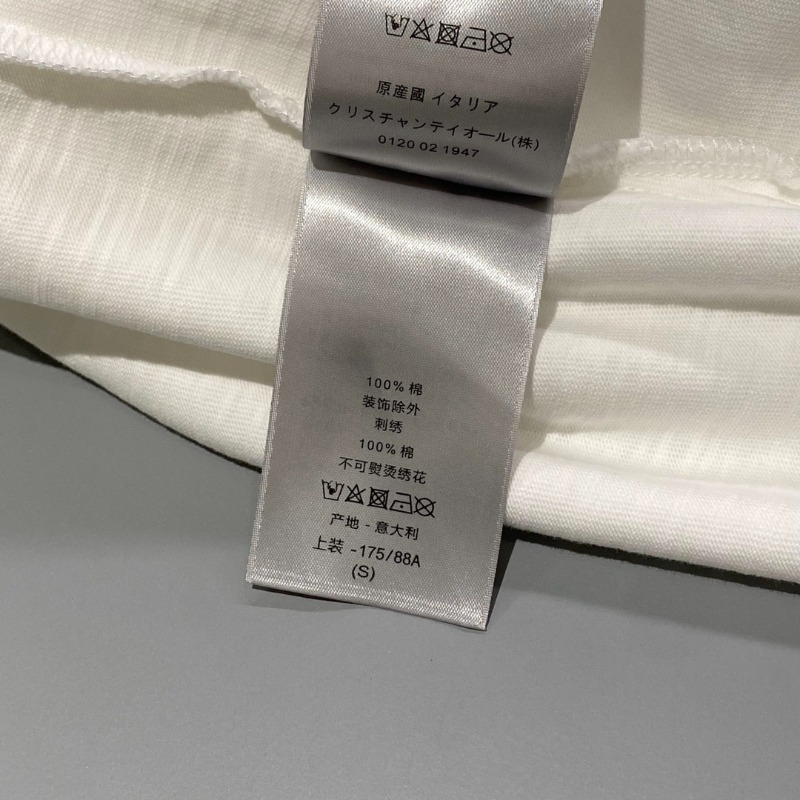 原産國 イタリア
クリスチャンディオール(株)
0120 02 1947
100% 棉
装饰除外
刺绣
100% 棉
不可熨烫绣花
产地 - 意大利
上装 -175/88A
(S)